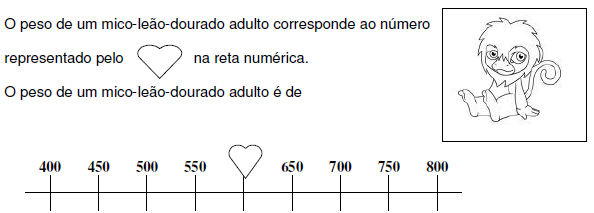 O peso de um mico-leão-dourado adulto corresponde ao número
representado pelo na reta numérica.
O peso de um mico-leão-dourado adulto é de
400 450 500 550 650 700 750 800